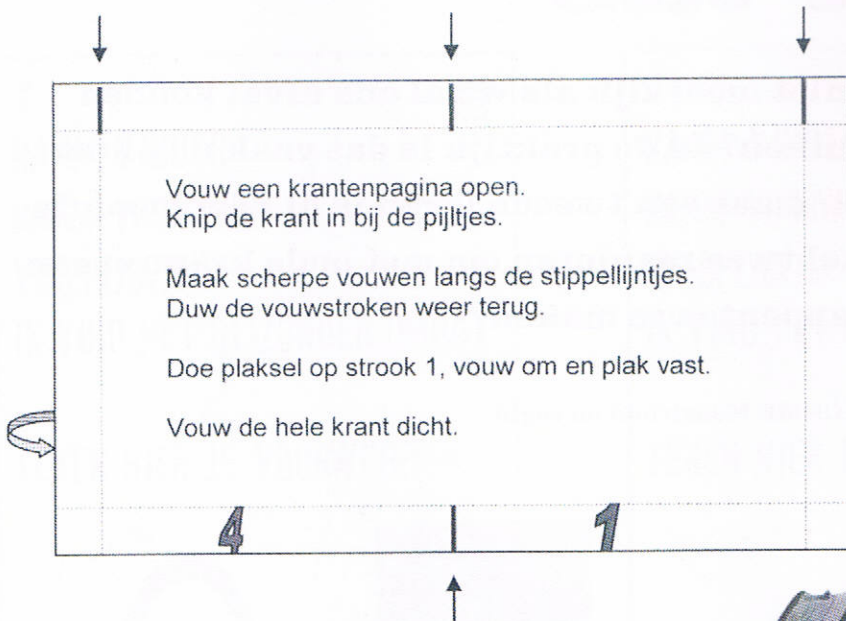 Vouw een krantenpagina open.
Knip de krant in bij de pijltjes.
Maak scherpe vouwen langs de stippellijntjes.
Duw de vouwstroken weer terug.
Doe plaksel op strook 1, vouw om en plak vast.
Vouw de hele krant dicht.
4 1